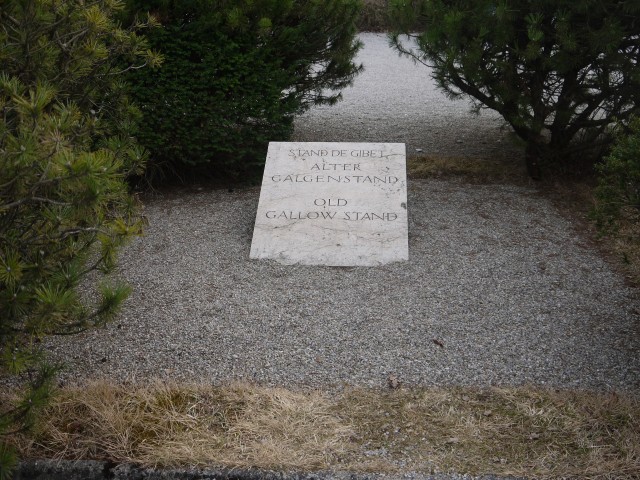 STAND DE GIBET
ALTER
GALGENSTAND
OLD
GALLOW STAND